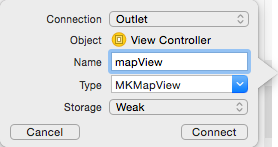 Connection Outlet
Object View Controller
Name mapView
Type MKMapView
Storage Weak
Cancel Connect